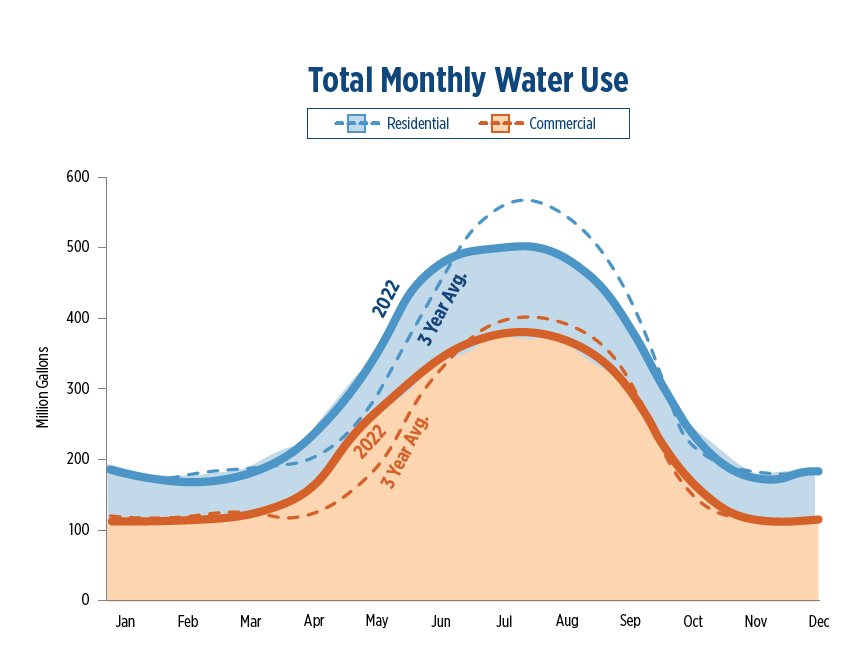 Total Monthly Water Use
Residential Commercial
600
500
400
300
200
100
0
Million Gallons
2022
3 Year Avg.
2022
3 Year Avg.
Jan Feb Mar Apr May Jun Jul Aug Sep Oct Nov Dec